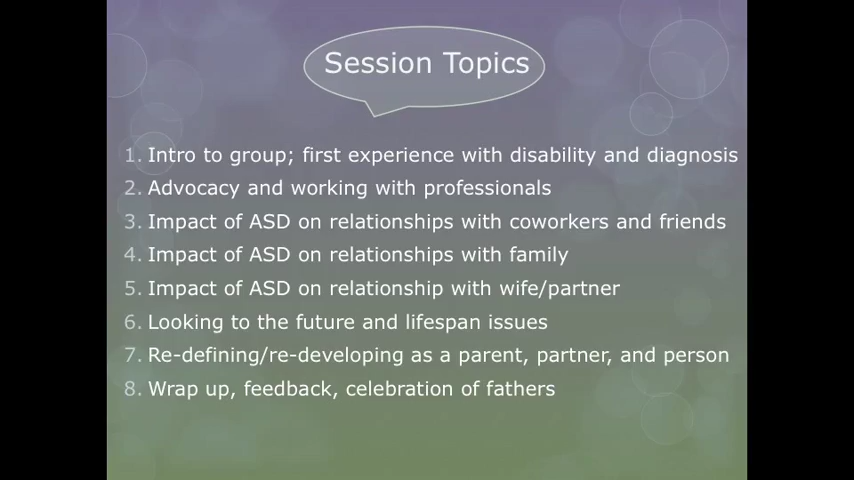 Session Topics
1. Intro to group; first experience with disability and diagnosis
2. Advocacy and working with professionals
3. Impact of ASD on relationships with coworkers and friends
4. Impact of ASD on relationships with family
5. Impact of ASD on relationship with wife/partner
6. Looking to the future and lifespan issues
7. Re-defining/re-developing as a parent, partner, and person
8. Wrap up, feedback, celebration of fathers